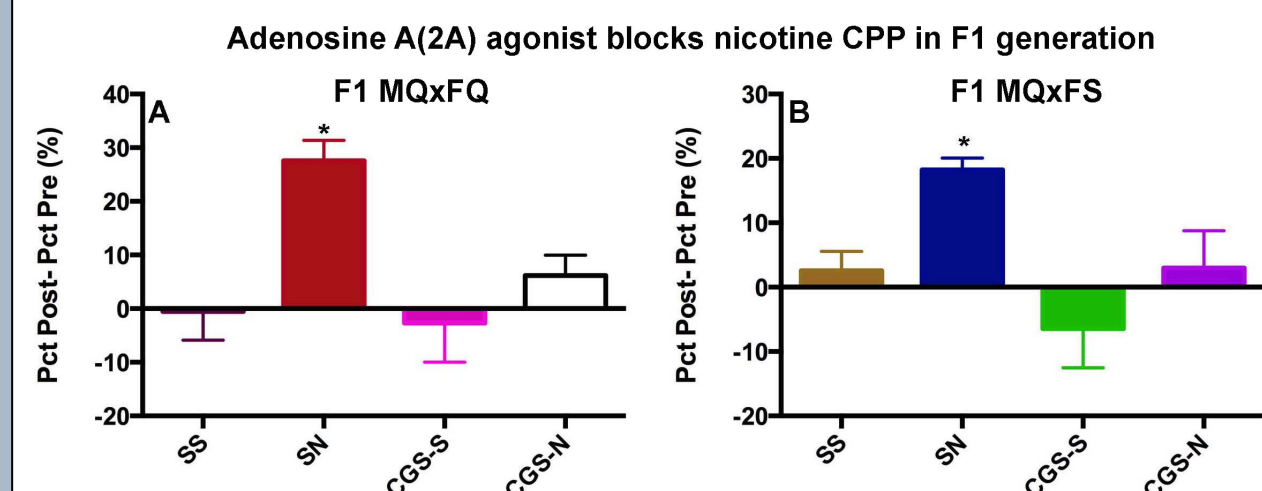 Adenosine A(2A) agonist blocks nicotine CPP in F1 generation
F1 MQxFQ
A
Pct Post- Pct Pre (%)
40
30
20
10
0
-10
-20
*
SS
SN
CGS-S
CGS-N
F1 MQxFS
B
Pct Post- Pct Pre (%)
30
20
10
0
-10
-20
*
SS
SN
CGS-S
CGS-N